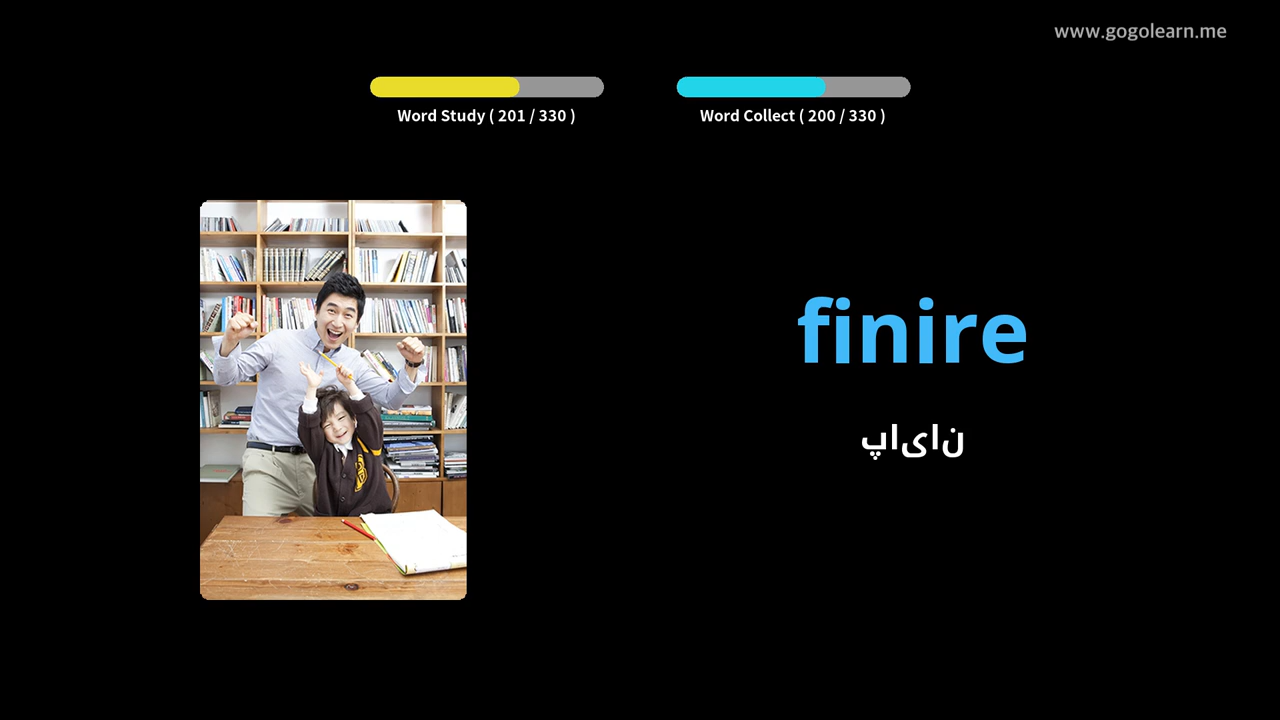 www.gogolearn.me
Word Study ( 201 / 330 )
Word Collect ( 200 / 330 )
finire
پایان